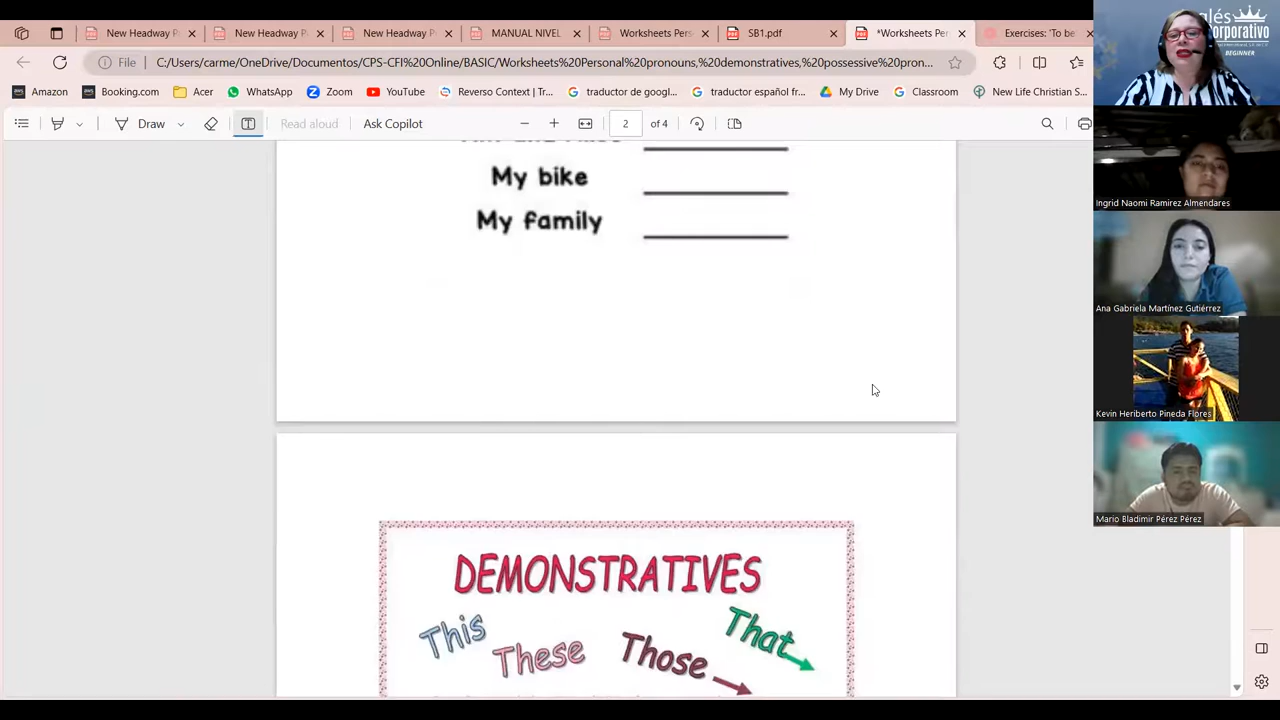 New Headway P
New Headway P
New Headway P
MANUAL NIVEL
Worksheets Pers
SB1.pdf
*Worksheets Per
Exercises: 'To be
File
C:/Users/carme/OneDrive/Documentos/CPS-CFI%20Online/BASIC/Worksheets%20Personal%20pronouns,%20demonstratives,%20possessive%20pron...
Amazon
Booking.com
Acer
WhatsApp
Zoom
YouTube
Reverso Context | Tr...
traductor de googl...
traductor español fr...
My Drive
Classroom
New Life Christian S...
Draw
Read aloud
Ask Copilot
2
of 4
My bike
My family
DEMONSTRATIVES
This
These
Those
That
BEGINNER
Ingrid Naomi Ramirez Almendares
Ana Gabriela Martínez Gutiérrez
Kevin Heriberto Pineda Flores
Mario Bladimir Pérez Pérez